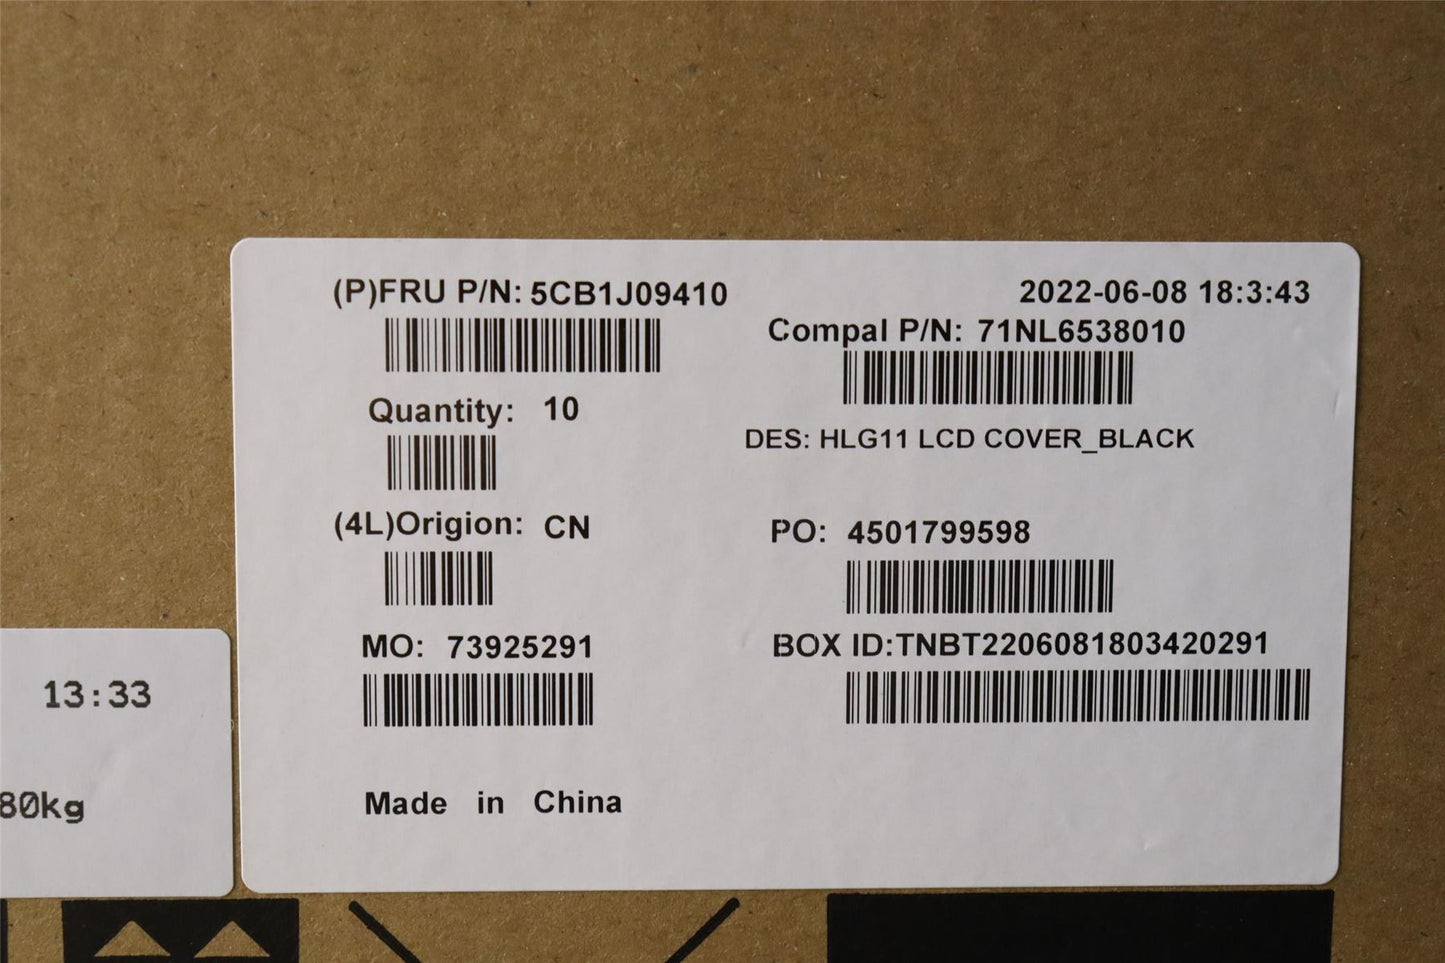 (P)FRU P/N: 5CB1J09410
2022-06-08 18:3:43
Compal P/N: 71NL6538010
Quantity: 10
DES: HLG11 LCD COVER_BLACK
(4L)Origion: CN
PO: 4501799598
MO: 73925291
BOX ID:TNBT2206081803420291
Made in China
13:33
80kg